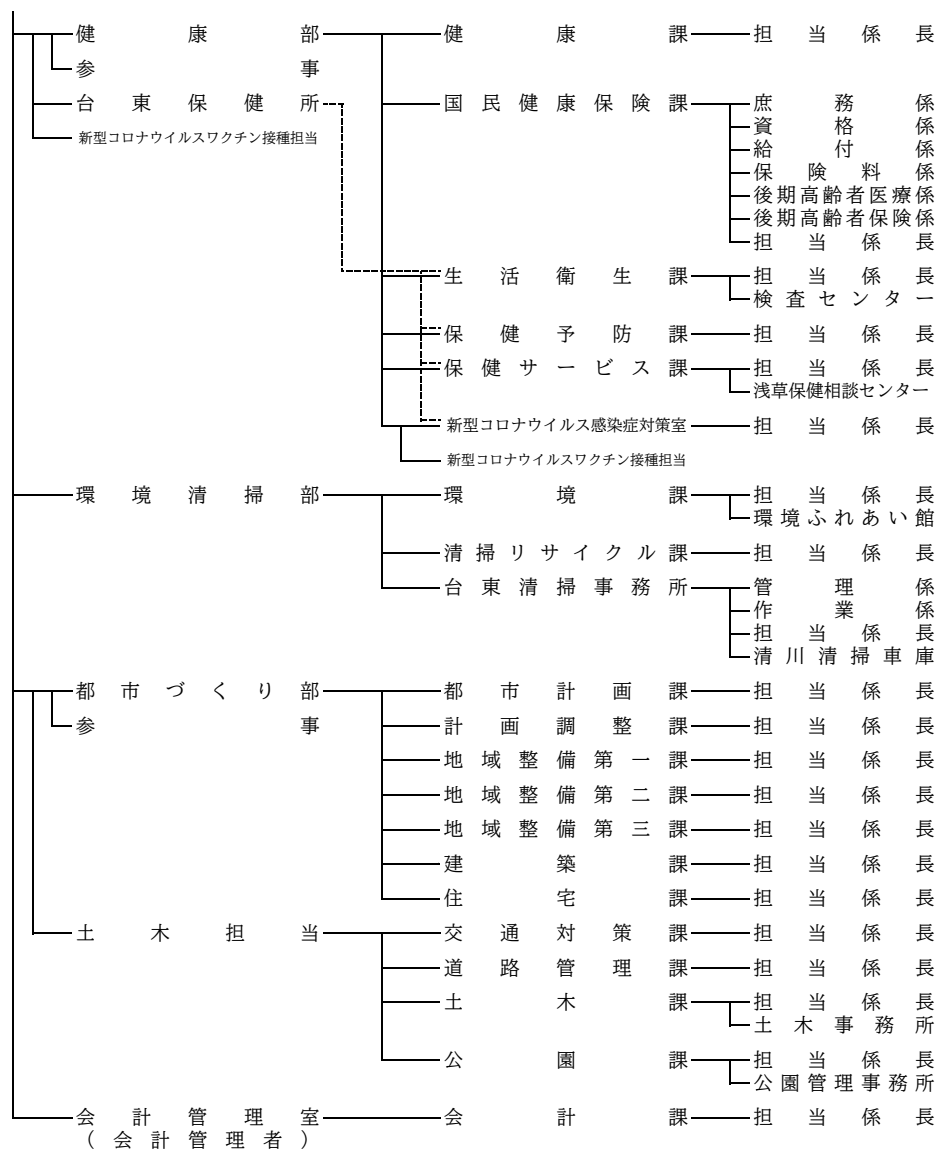 健康部 健康課 担当係長
参事
台東保健所 国民健康保険課 庶務係
新型コロナウイルスワクチン接種担当 資格係
給付係
保険料係
後期高齢者医療係
後期高齢者保険係
担当係長
生活衛生課 担当係長
検査センター
保健予防課 担当係長
保健サービス課 担当係長
浅草保健相談センター
新型コロナウイルス感染症対策室 担当係長
新型コロナウイルスワクチン接種担当
環境清掃部 環境課 担当係長
環境ふれあい館
清掃リサイクル課 担当係長
台東清掃事務所 管理係
作業係
担当係長
清川清掃車庫
都市づくり部 都市計画課 担当係長
参事 計画調整課 担当係長
地域整備第一課 担当係長
地域整備第二課 担当係長
地域整備第三課 担当係長
建築課 担当係長
住宅課 担当係長
土木担当 交通対策課 担当係長
道路管理課 担当係長
土木課 担当係長
土木事務所
公園課 担当係長
公園管理事務所
会計管理室 会計課 担当係長
(会計管理者)